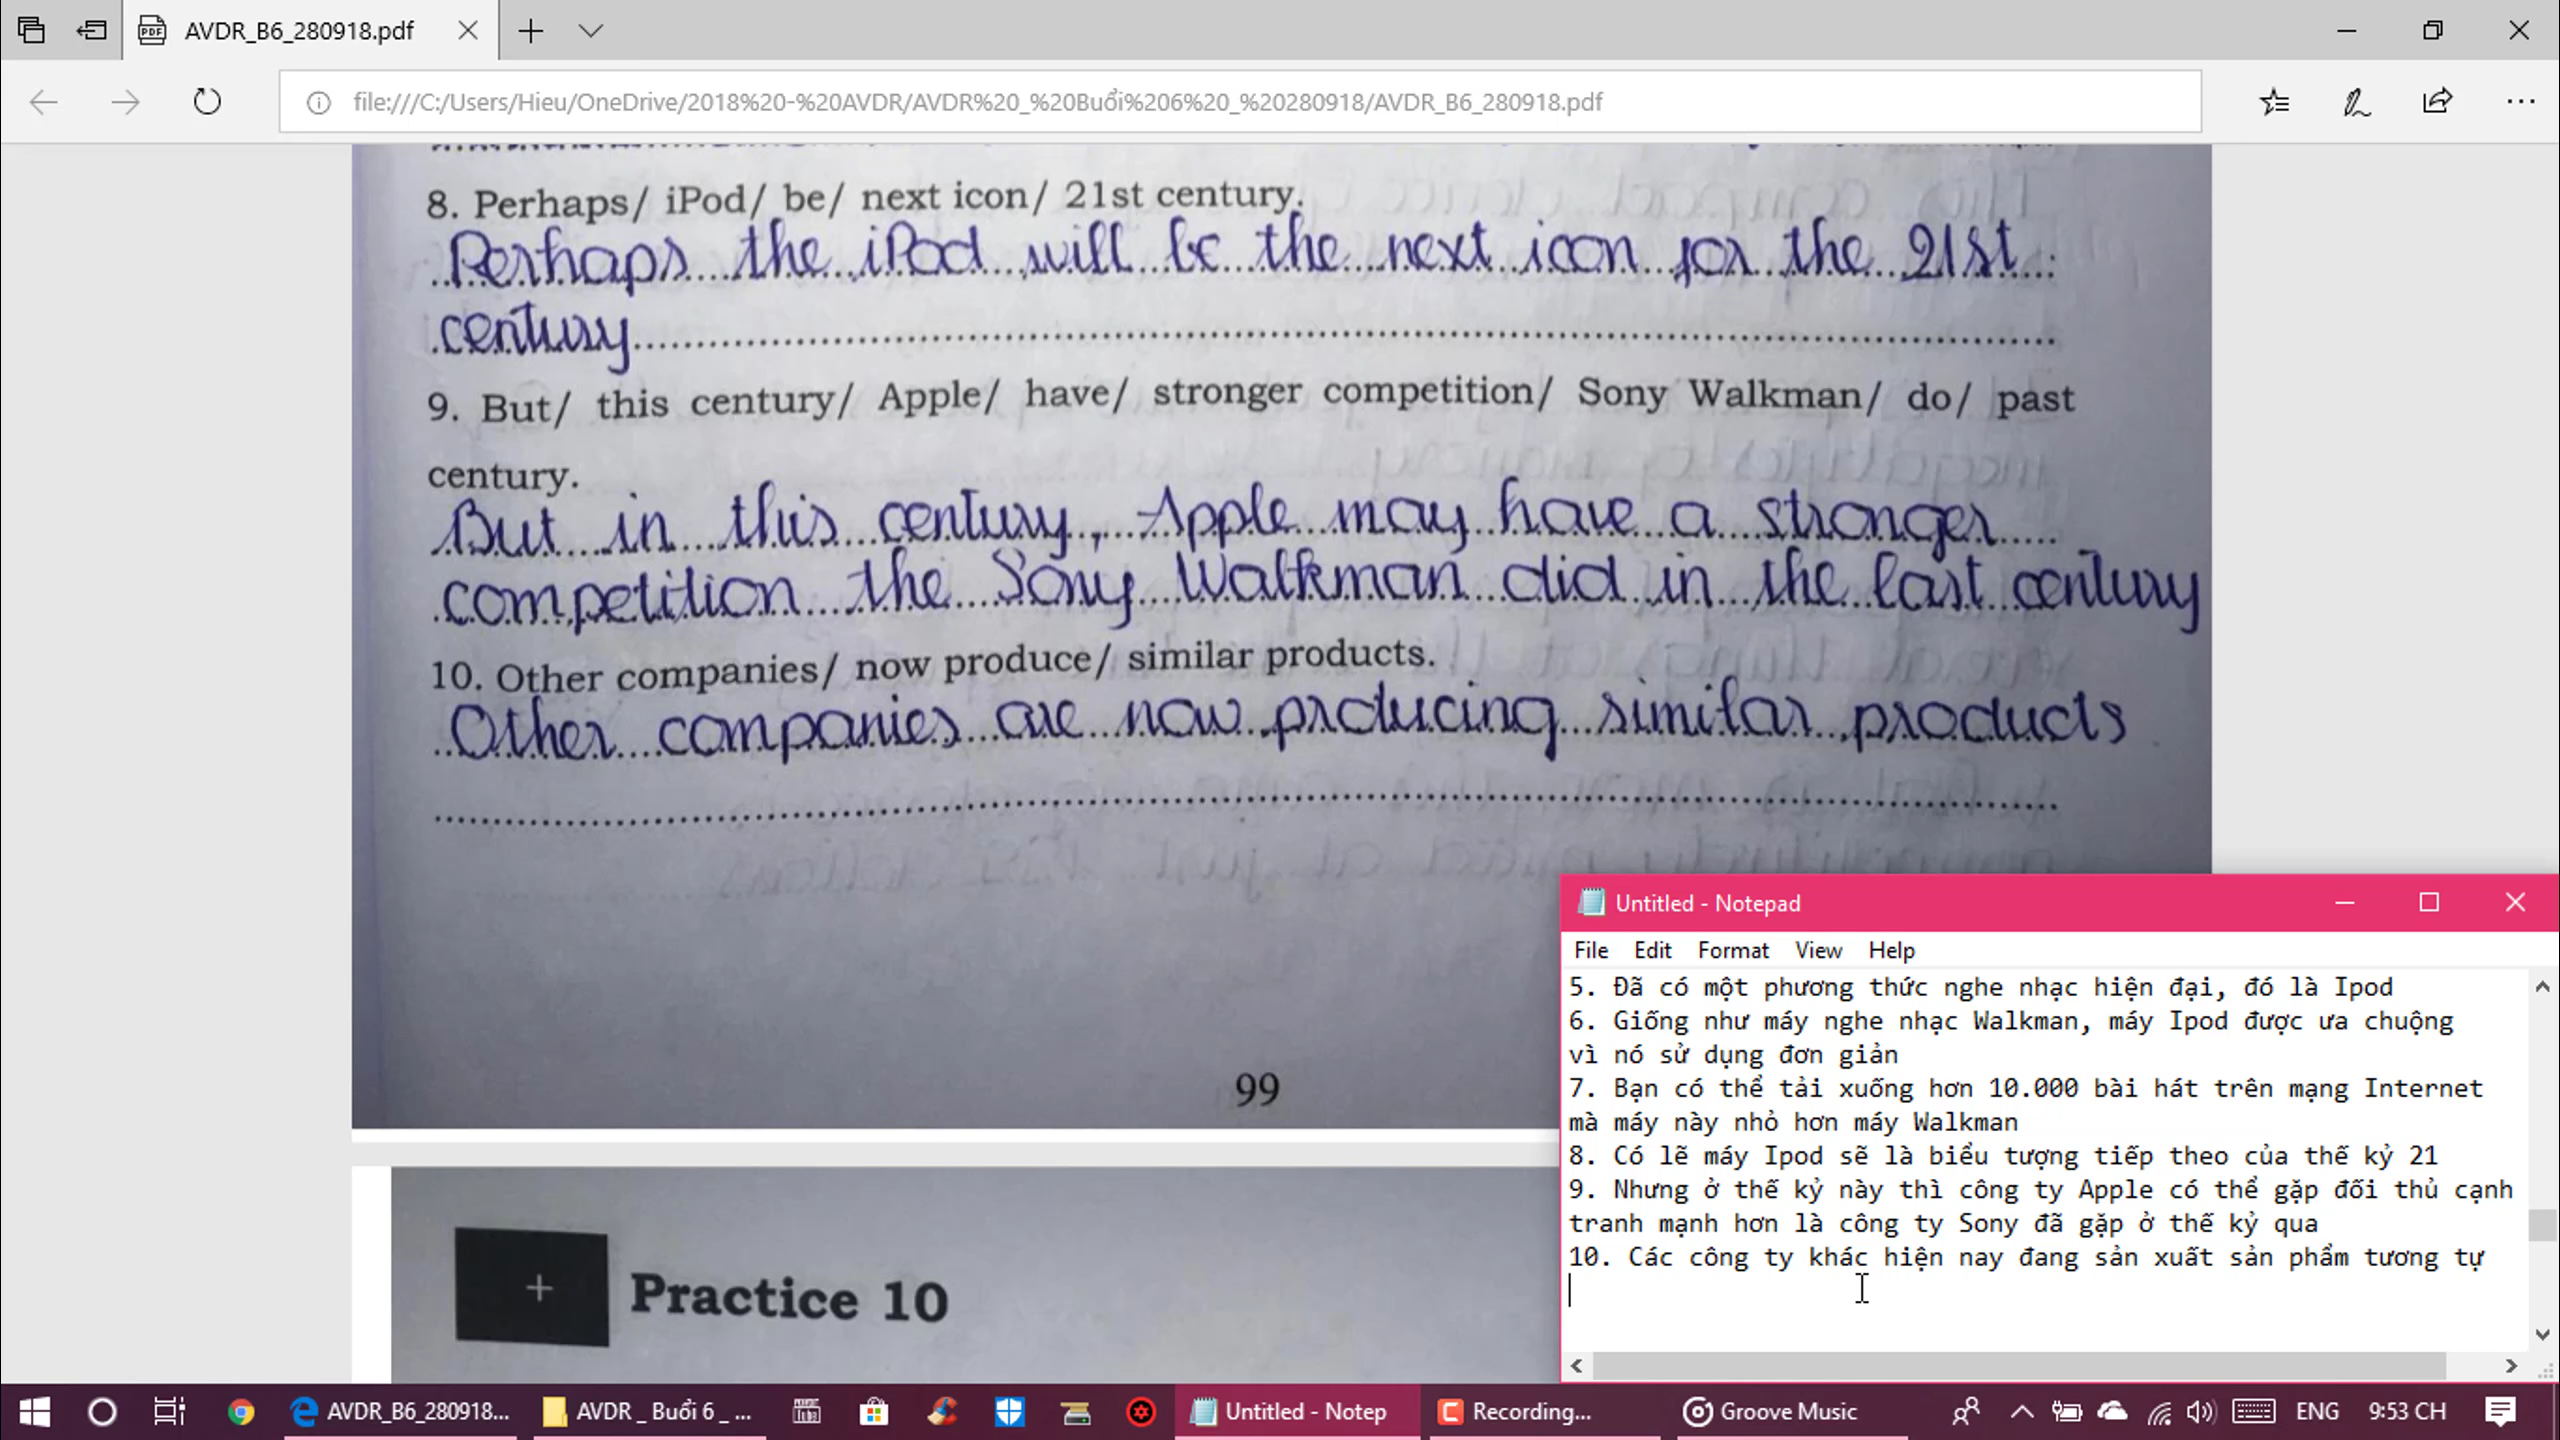 AVDR_B6_280918.pdf
file:///C:/Users/Hieu/OneDrive/2018%20-%20AVDR/AVDR%20_%20Buổi%206%20_%20280918/AVDR_B6_280918.pdf
8. Perhaps/ iPod/ be/ next icon/ 21st century.
Perhaps the iPod will be the next icon for the 21st
century
9. But/ this century/ Apple/ have/ stronger competition/ Sony Walkman/ do/ past
century.
But in this century, Apple may have a stronger
competition the Sony Walkman did in the last century
10. Other companies/ now produce/ similar products.
Other companies are now producing similar products
99
Practice 10
Untitled - Notepad
File Edit Format View Help
5. Đã có một phương thức nghe nhạc hiện đại, đó là Ipod
6. Giống như máy nghe nhạc Walkman, máy Ipod được ưa chuộng
vì nó sử dụng đơn giản
7. Bạn có thể tải xuống hơn 10.000 bài hát trên mạng Internet
mà máy này nhỏ hơn máy Walkman
8. Có lẽ máy Ipod sẽ là biểu tượng tiếp theo của thế kỷ 21
9. Nhưng ở thế kỷ này thì công ty Apple có thể gặp đối thủ cạnh
tranh mạnh hơn là công ty Sony đã gặp ở thế kỷ qua
10. Các công ty khác hiện nay đang sản xuất sản phẩm tương tự
AVDR_B6_280918... AVDR _ Buổi 6 _ ... Untitled - Notep Recording... Groove Music ENG 9:53 CH